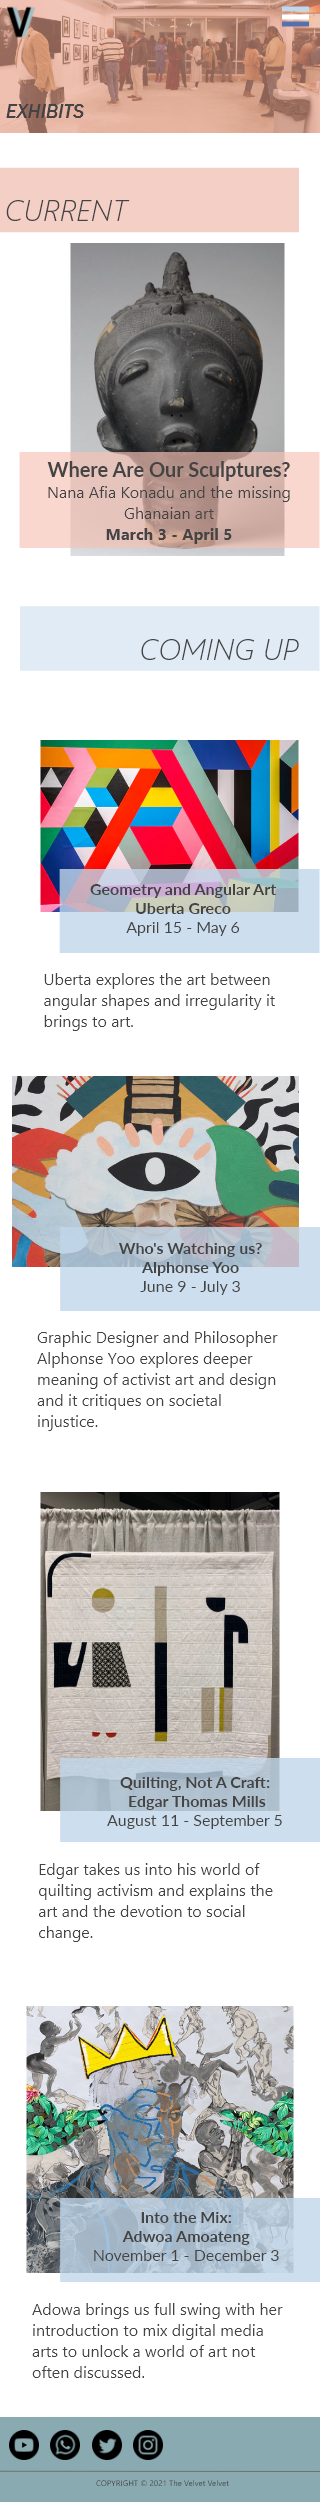 V
EXHIBITS
CURRENT
Where Are Our Sculptures?
Nana Afia Konadu and the missing
Ghanaian art
March 3 - April 5
COMING UP
Geometry and Angular Art
Uberta Greco
April 15 - May 6
Uberta explores the art between
angular shapes and irregularity it
brings to art.
Who's Watching us?
Alphonse Yoo
June 9 - July 3
Graphic Designer and Philosopher
Alphonse Yoo explores deeper
meaning of activist art and design
and it critiques on societal
injustice.
Quilting, Not A Craft:
Edgar Thomas Mills
August 11 - September 5
Edgar takes us into his world of
quilting activism and explains the
art and the devotion to social
change.
Into the Mix:
Adwoa Amoateng
November 1 - December 3
Adowa brings us full swing with her
introduction to mix digital media
arts to unlock a world of art not
often discussed.
COPYRIGHT © 2021 The Velvet Velvet